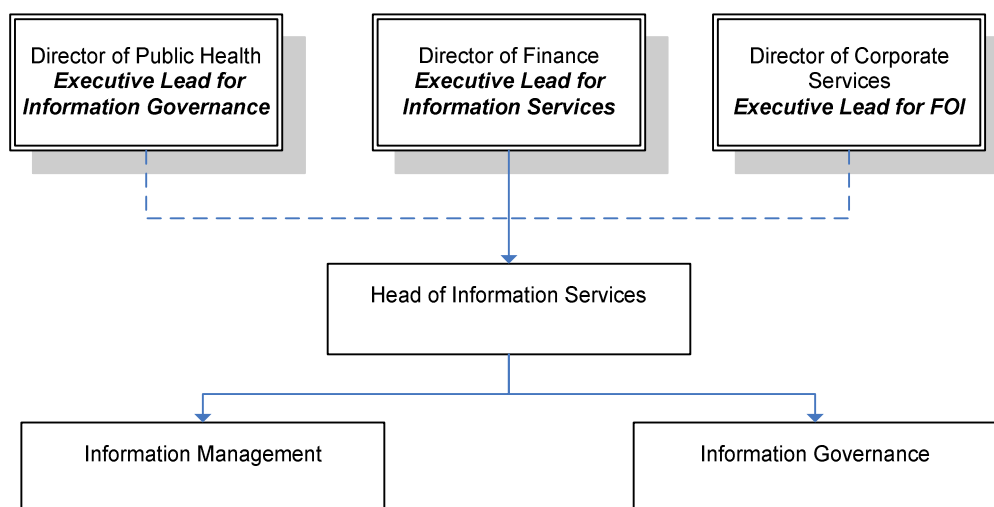 Director of Public Health
Executive Lead for
Information Governance
Director of Finance
Executive Lead for
Information Services
Director of Corporate
Services
Executive Lead for FOI
Head of Information Services
Information Management
Information Governance